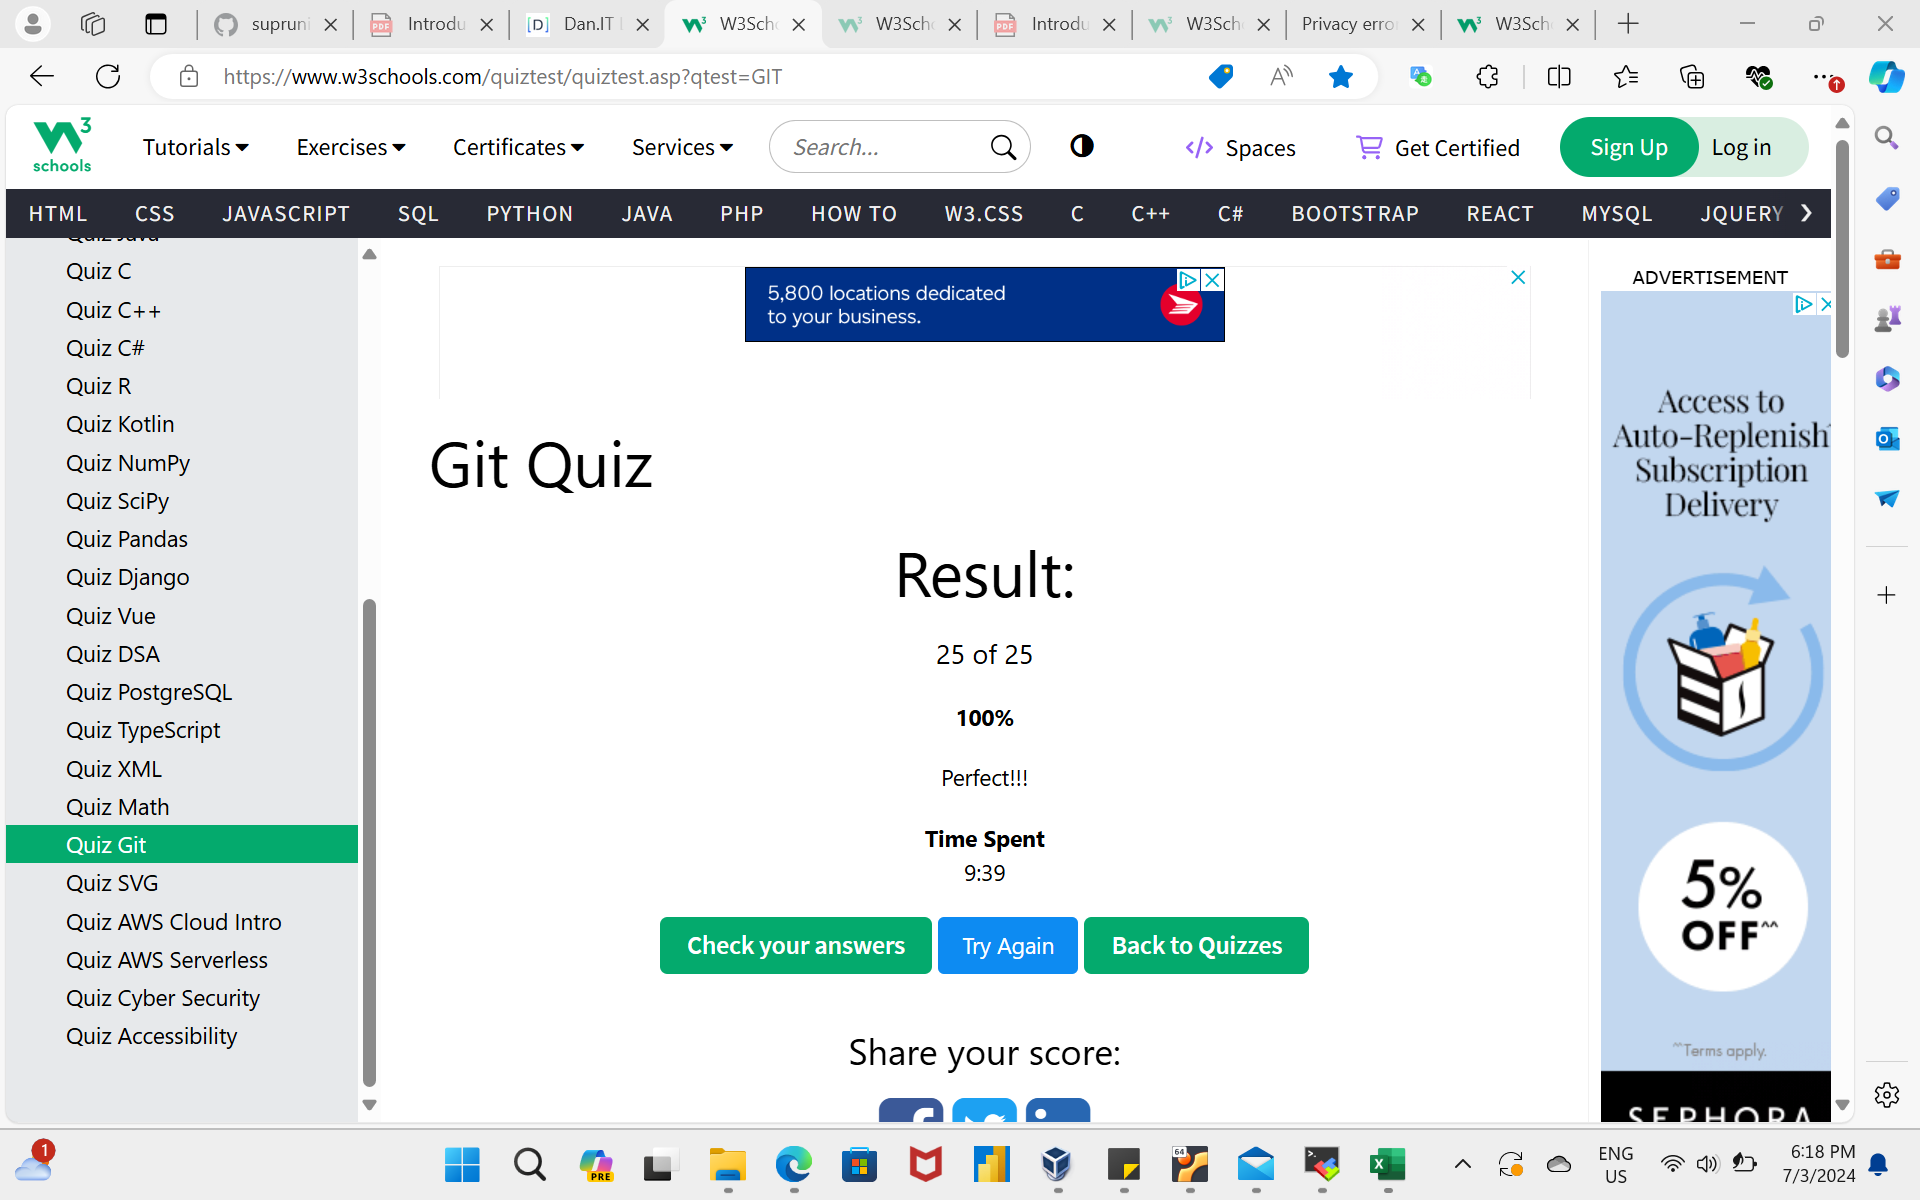 supruni
Introdu
Dan.IT
W3Sch
W3Sch
Introdu
W3Sch
Privacy erro
W3Sch
https://www.w3schools.com/quiztest/quiztest.asp?qtest=GIT
3
schools
Tutorials
Exercises
Certificates
Services
Search...
Spaces
Get Certified
Sign Up
Log in
HTML
CSS
JAVASCRIPT
SQL
PYTHON
JAVA
PHP
HOW TO
W3.CSS
C
C++
C#
BOOTSTRAP
REACT
MYSQL
JQUERY
Quiz Java
Quiz C
Quiz C++
Quiz C#
Quiz R
Quiz Kotlin
Quiz NumPy
Quiz SciPy
Quiz Pandas
Quiz Django
Quiz Vue
Quiz DSA
Quiz PostgreSQL
Quiz TypeScript
Quiz XML
Quiz Math
Quiz Git
Quiz SVG
Quiz AWS Cloud Intro
Quiz AWS Serverless
Quiz Cyber Security
Quiz Accessibility
5,800 locations dedicated
to your business.
Git Quiz
Result:
25 of 25
100%
Perfect!!!
Time Spent
9:39
Check your answers
Try Again
Back to Quizzes
Share your score:
ADVERTISEMENT
Access to
Auto-Replenish
Subscription
Delivery
5%
OFF^^
^^Terms apply.
SEPHORA
1
PRE
64
ENG
US
6:18 PM
7/3/2024